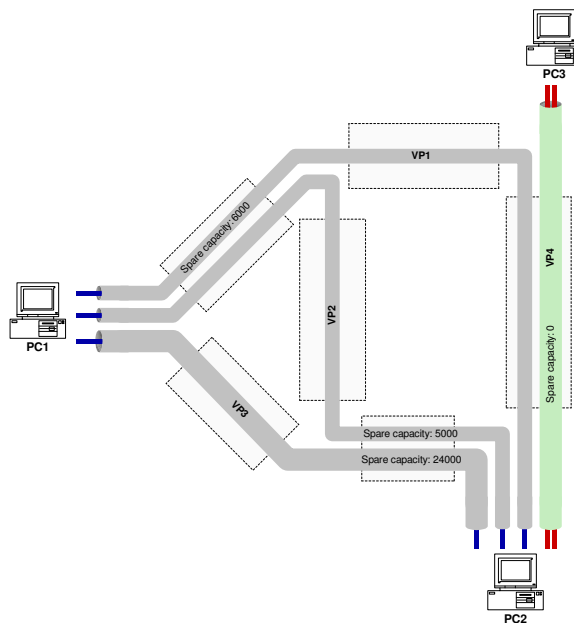 PC3
VP1
Spare capacity: 6000
VP4
VP2
PC1
Spare capacity: 0
VP3
Spare capacity: 5000
Spare capacity: 24000
PC2